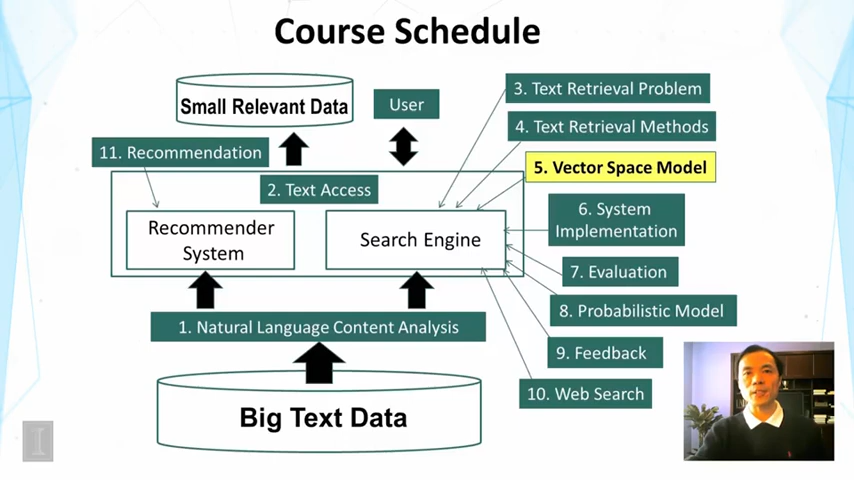 Course Schedule
Small Relevant Data
User
3. Text Retrieval Problem
4. Text Retrieval Methods
11. Recommendation
5. Vector Space Model
2. Text Access
6. System
Implementation
Recommender
System
Search Engine
7. Evaluation
8. Probabilistic Model
1. Natural Language Content Analysis
9. Feedback
10. Web Search
Big Text Data
I